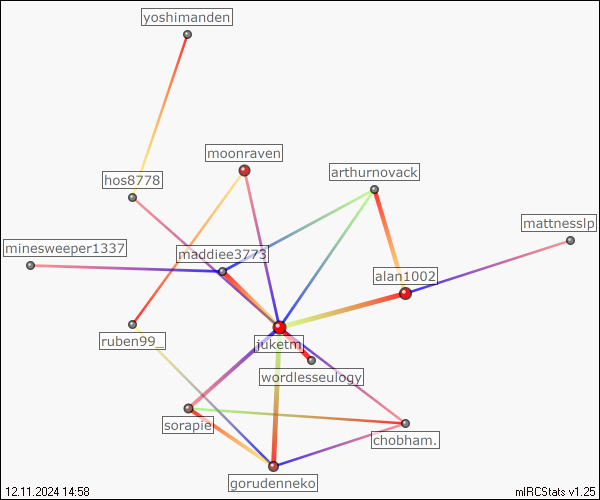 yoshimanden
moonraven
arthurnovack
hos8778
mattnesslp
minesweeper1337
maddiee3773
alan1002
ruben99_
juketm
wordlesseulogy
sorapie
chobham.
gorudenneko
12.11.2024 14:58
mIRCStats v1.25